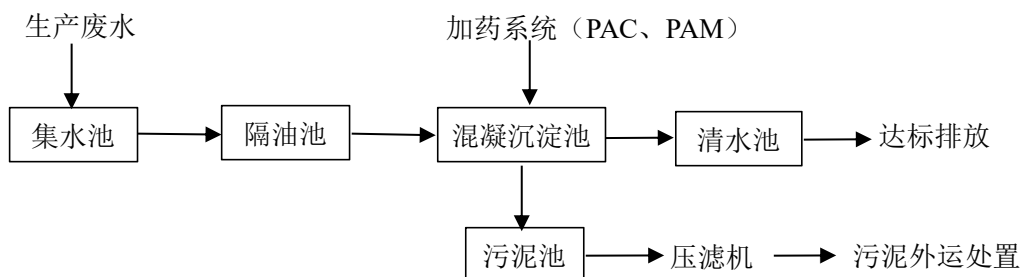 生产废水
加药系统（PAC、PAM）
集水池
隔油池
混凝沉淀池
清水池
达标排放
污泥池
压滤机
污泥外运处置